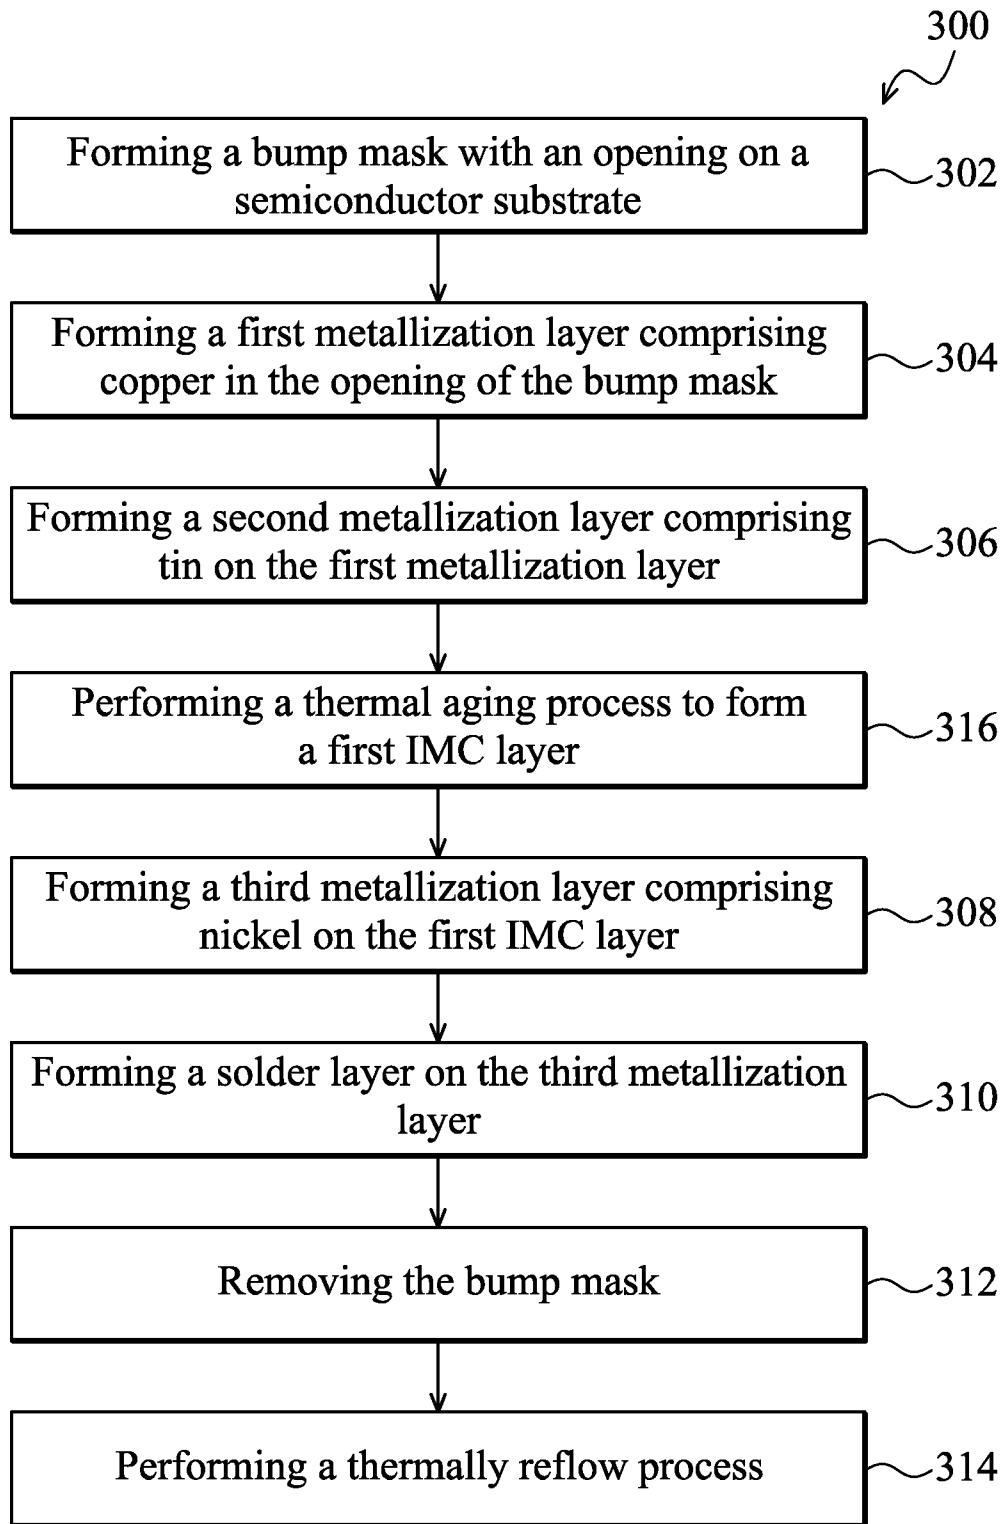 300
Forming a bump mask with an opening on a
semiconductor substrate
302
Forming a first metallization layer comprising
copper in the opening of the bump mask
304
Forming a second metallization layer comprising
tin on the first metallization layer
306
Performing a thermal aging process to form
a first IMC layer
316
Forming a third metallization layer comprising
nickel on the first IMC layer
308
Forming a solder layer on the third metallization
layer
310
Removing the bump mask
312
Performing a thermally reflow process
314